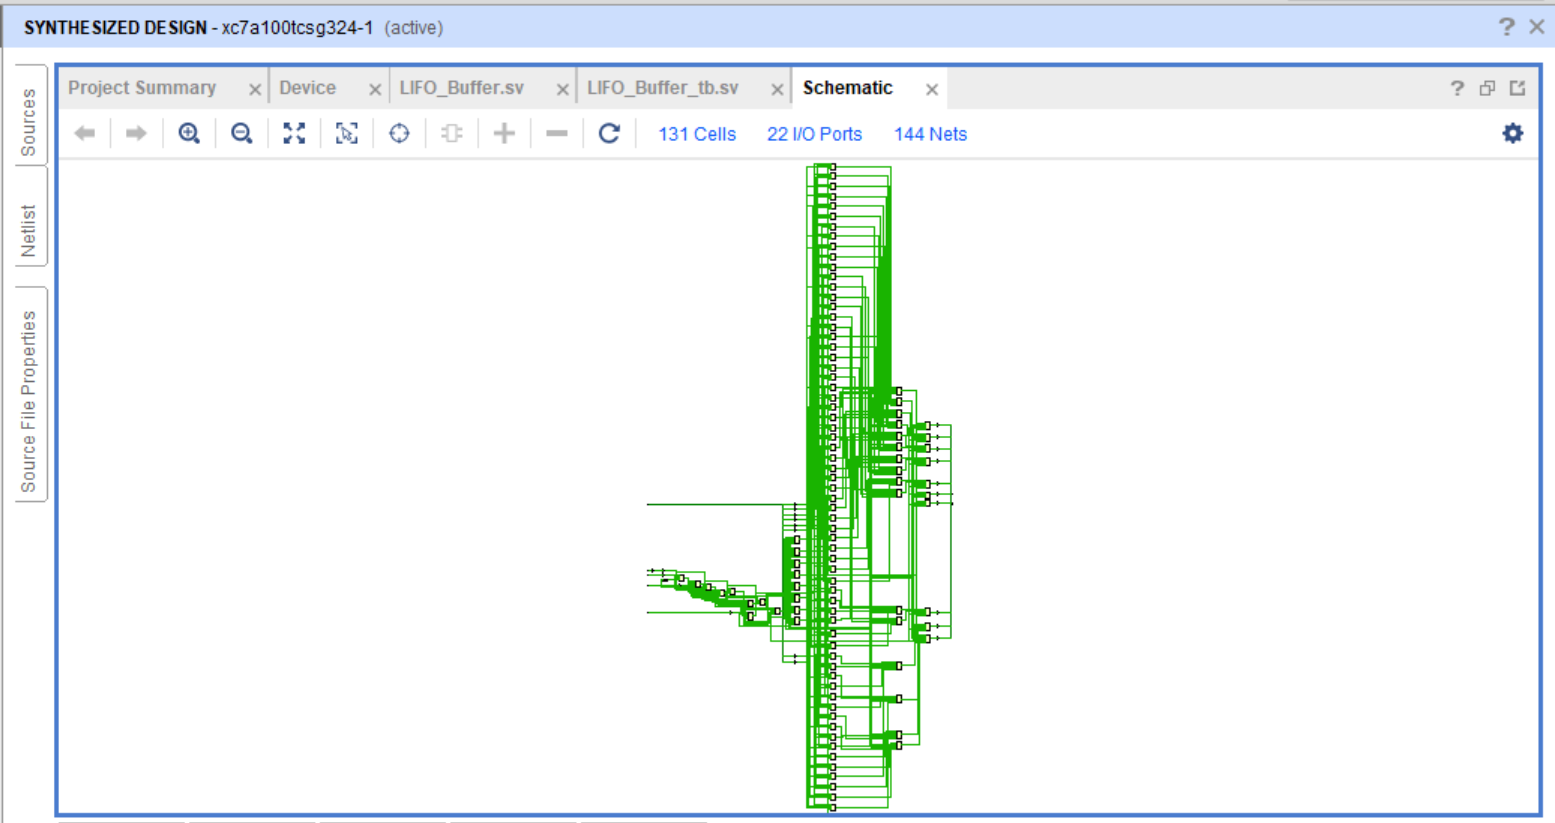 SYNTHESIZED DESIGN - xc7a100tcsg324-1 (active)
Project Summary
Device
LIFO_Buffer.sv
LIFO_Buffer_tb.sv
Schematic
131 Cells
22 I/O Ports
144 Nets
Sources
Netlist
Source File Properties